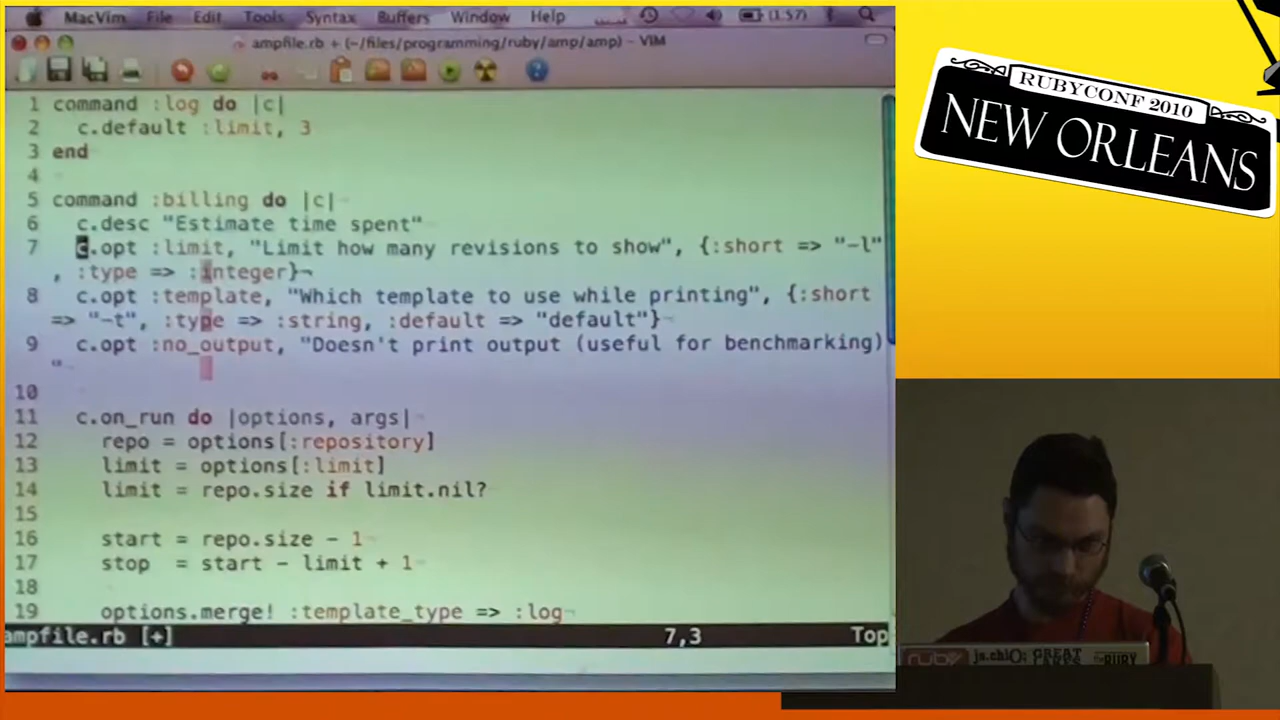 MacVim File Edit Tools Syntax Buffers Window Help (1:57)
ampfile.rb + (~/files/programming/ruby/amp/amp) - VIM
1 command :log do |c|
2 c.default :limit, 3
3 end
4
5 command :billing do |c|
6 c.desc "Estimate time spent"
7 c.opt :limit, "Limit how many revisions to show", {:short => "-l"
, :type => :integer}
8 c.opt :template, "Which template to use while printing", {:short
=> "-t", :type => :string, :default => "default"}
9 c.opt :no_output, "Doesn't print output (useful for benchmarking)
"
10
11 c.on_run do |options, args|
12 repo = options[:repository]
13 limit = options[:limit]
14 limit = repo.size if limit.nil?
15
16 start = repo.size - 1
17 stop = start - limit + 1
18
19 options.merge! :template_type => :log
ampfile.rb [+] 7,3 Top
RUBYCONF 2010
NEW ORLEANS
ruby
GREAT
RUBY